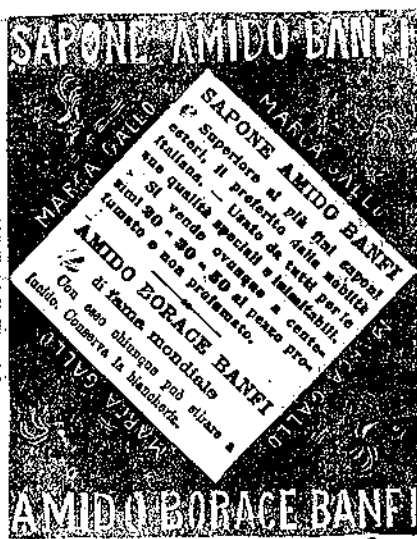 SAPONE AMIDO BANFI
MARCA GALLO
MARCA GALLO
SAPONE AMIDO BANFI
È superiore ai più fini saponi
esteri, il preferito dalla nobiltà
Italiana. — Usato da tutti per le
sue qualità speciali e inimitabili.
Si vende ovunque a cente-
simi 20 - 30 - 50 al pezzo pro-
fumato e non profumato.
AMIDO BORACE BANFI
È di fama mondiale
Con esso chiunque può stirare a
lucido. Conserva la biancheria.
MARCA GALLO
MARCA GALLO
AMIDO BORACE BANFI